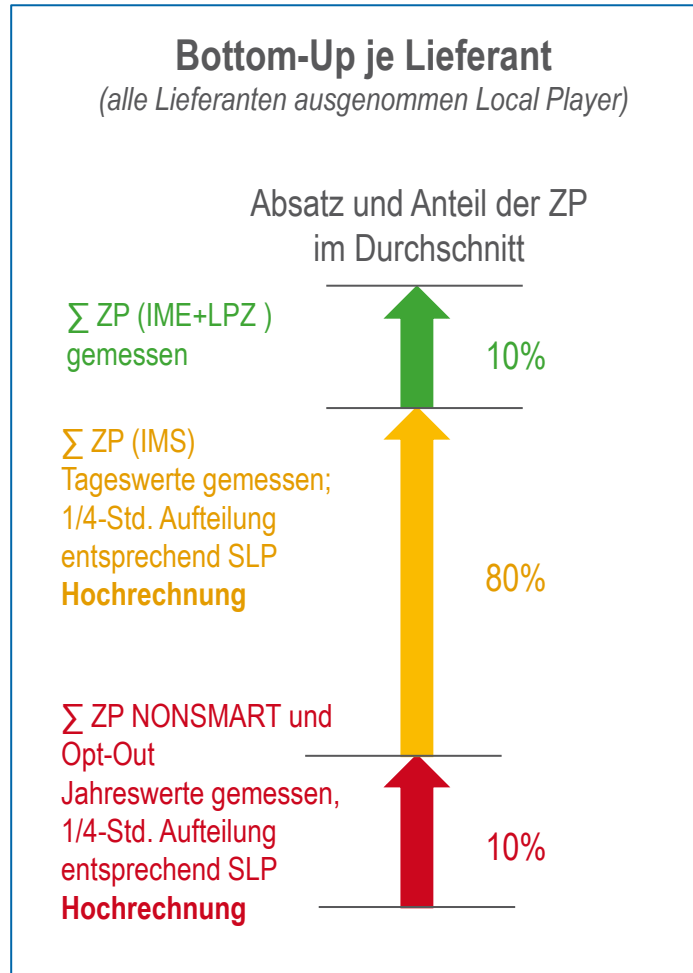 Bottom-Up je Lieferant
(alle Lieferanten ausgenommen Local Player)
Absatz und Anteil der ZP
im Durchschnitt
∑ ZP (IME+LPZ )
gemessen
10%
∑ ZP (IMS)
Tageswerte gemessen;
1/4-Std. Aufteilung
entsprechend SLP
Hochrechnung
80%
∑ ZP NONSMART und
Opt-Out
Jahreswerte gemessen,
1/4-Std. Aufteilung
entsprechend SLP
Hochrechnung
10%